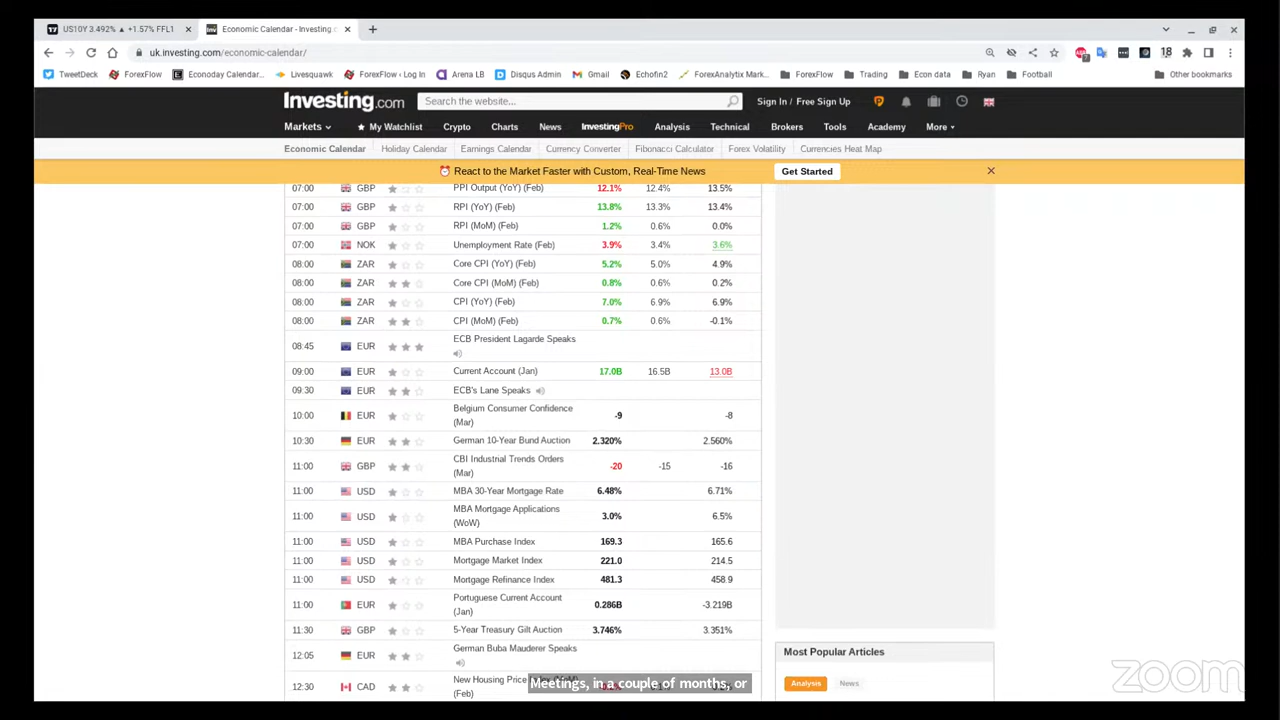 US10Y 3.492% ▲ +1.57% FFL1
Economic Calendar - Investing
uk.investing.com/economic-calendar/
TweetDeck ForexFlow Econoday Calendar... Livesquawk ForexFlow ‹ Log In Arena LB Disqus Admin Gmail Echofin2 ForexAnalytix Mark... ForexFlow Trading Econ data Ryan Football Other bookmarks
Investing.com Search the website... Sign In / Free Sign Up
Markets My Watchlist Crypto Charts News InvestingPro Analysis Technical Brokers Tools Academy More
Economic Calendar Holiday Calendar Earnings Calendar Currency Converter Fibonacci Calculator Forex Volatility Currencies Heat Map
React to the Market Faster with Custom, Real-Time News Get Started
07:00 GBP PPI Output (YoY) (Feb) 12.1% 12.4% 13.5%
07:00 GBP RPI (YoY) (Feb) 13.8% 13.3% 13.4%
07:00 GBP RPI (MoM) (Feb) 1.2% 0.6% 0.0%
07:00 NOK Unemployment Rate (Feb) 3.9% 3.4% 3.6%
08:00 ZAR Core CPI (YoY) (Feb) 5.2% 5.0% 4.9%
08:00 ZAR Core CPI (MoM) (Feb) 0.8% 0.6% 0.2%
08:00 ZAR CPI (YoY) (Feb) 7.0% 6.9% 6.9%
08:00 ZAR CPI (MoM) (Feb) 0.7% 0.6% -0.1%
08:45 EUR ECB President Lagarde Speaks
09:00 EUR Current Account (Jan) 17.0B 16.5B 13.0B
09:30 EUR ECB's Lane Speaks
10:00 EUR Belgium Consumer Confidence (Mar) -9 -8
10:30 EUR German 10-Year Bund Auction 2.320% 2.560%
11:00 GBP CBI Industrial Trends Orders (Mar) -20 -15 -16
11:00 USD MBA 30-Year Mortgage Rate 6.48% 6.71%
11:00 USD MBA Mortgage Applications (WoW) 3.0% 6.5%
11:00 USD MBA Purchase Index 169.3 165.6
11:00 USD Mortgage Market Index 221.0 214.5
11:00 USD Mortgage Refinance Index 481.3 458.9
11:00 EUR Portuguese Current Account (Jan) 0.286B -3.219B
11:30 GBP 5-Year Treasury Gilt Auction 3.746% 3.351%
12:05 EUR German Buba Mauderer Speaks
12:30 CAD New Housing Price (Feb)
Most Popular Articles
Analysis News
Meetings, in a couple of months, or
zoom